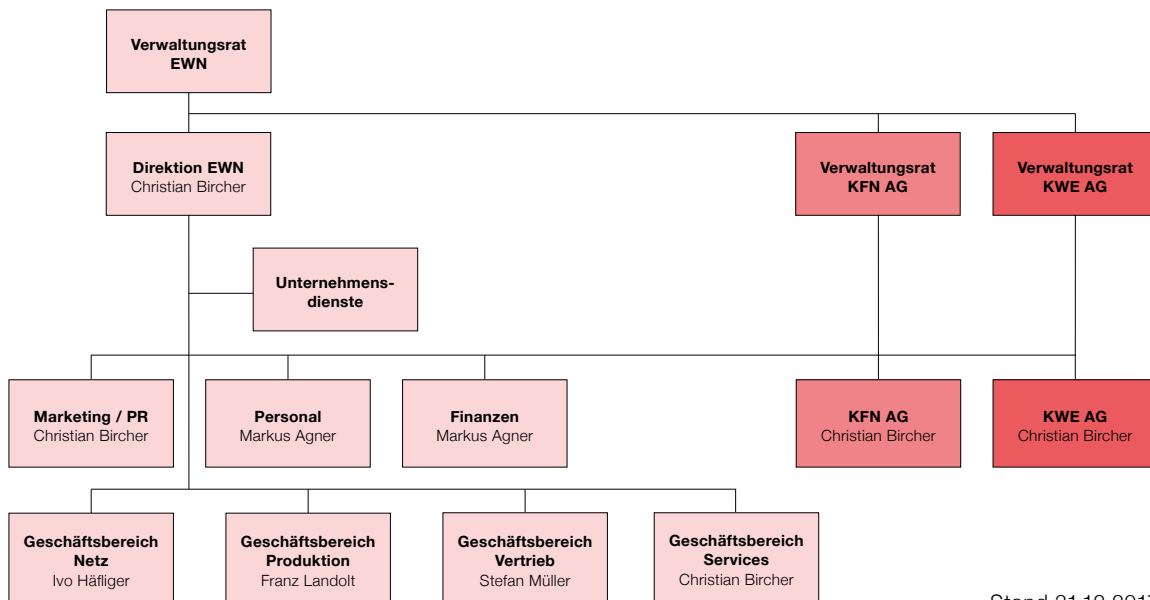 Verwaltungsrat
EWN
Direktion EWN
Christian Bircher
Verwaltungsrat
KFN AG
Verwaltungsrat
KWE AG
Unternehmens-
dienste
Marketing / PR
Christian Bircher
Personal
Markus Agner
Finanzen
Markus Agner
KFN AG
Christian Bircher
KWE AG
Christian Bircher
Geschäftsbereich
Netz
Ivo Häfliger
Geschäftsbereich
Produktion
Franz Landolt
Geschäftsbereich
Vertrieb
Stefan Müller
Geschäftsbereich
Services
Christian Bircher
Stand